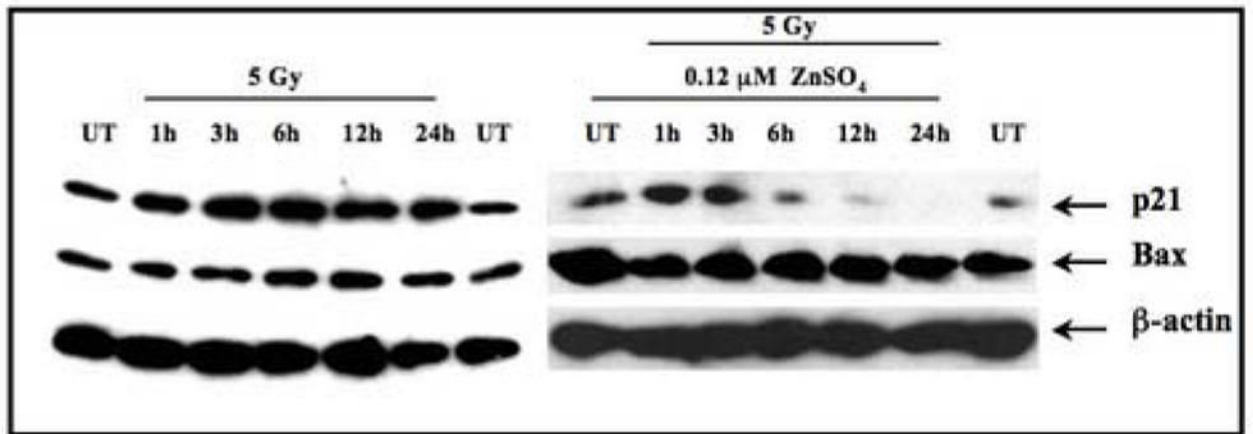 5 Gy
5 Gy
0.12 μM ZnSO₄
UT 1h 3h 6h 12h 24h UT
UT 1h 3h 6h 12h 24h UT
p21
Bax
β-actin